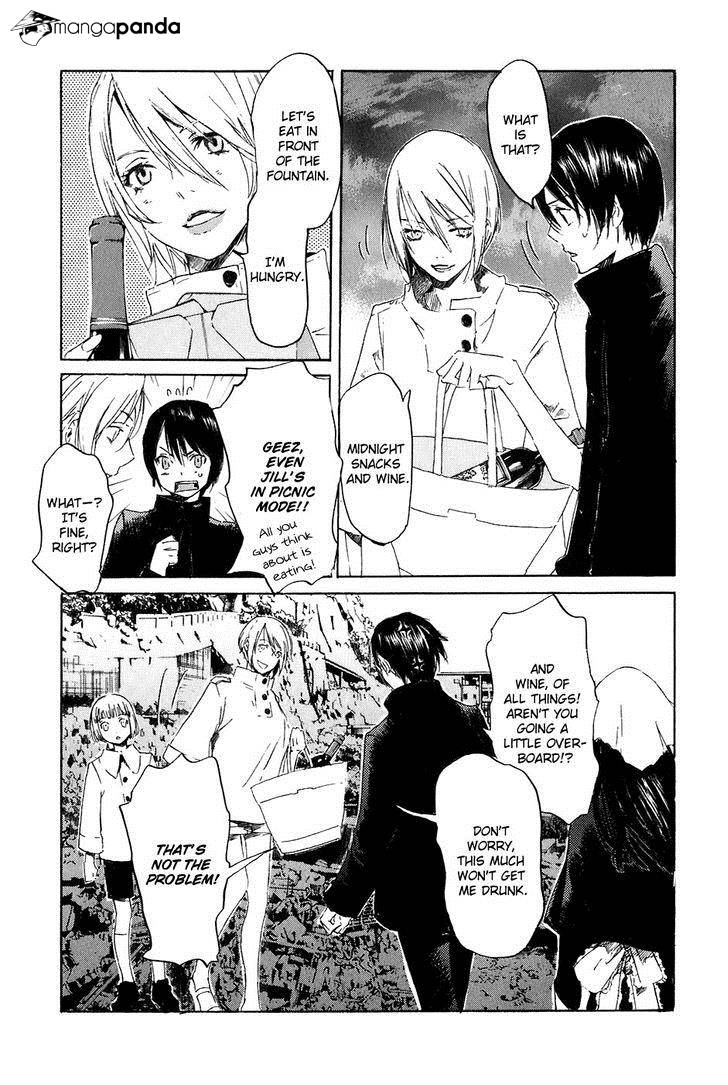 mangapanda
WHAT
IS
THAT?
MIDNIGHT
SNACKS
AND WINE.
LET'S
EAT IN
FRONT
OF THE
FOUNTAIN.
I'M
HUNGRY.
GEEZ,
EVEN
JILL'S
IN PICNIC
MODE!!
All you
guys think
about is
eating!
WHAT—?
IT'S
FINE,
RIGHT?
AND
WINE, OF
ALL THINGS!
AREN'T YOU
GOING A
LITTLE OVER-
BOARD!?
DON'T
WORRY,
THIS MUCH
WON'T GET
ME DRUNK.
THAT'S
NOT THE
PROBLEM!